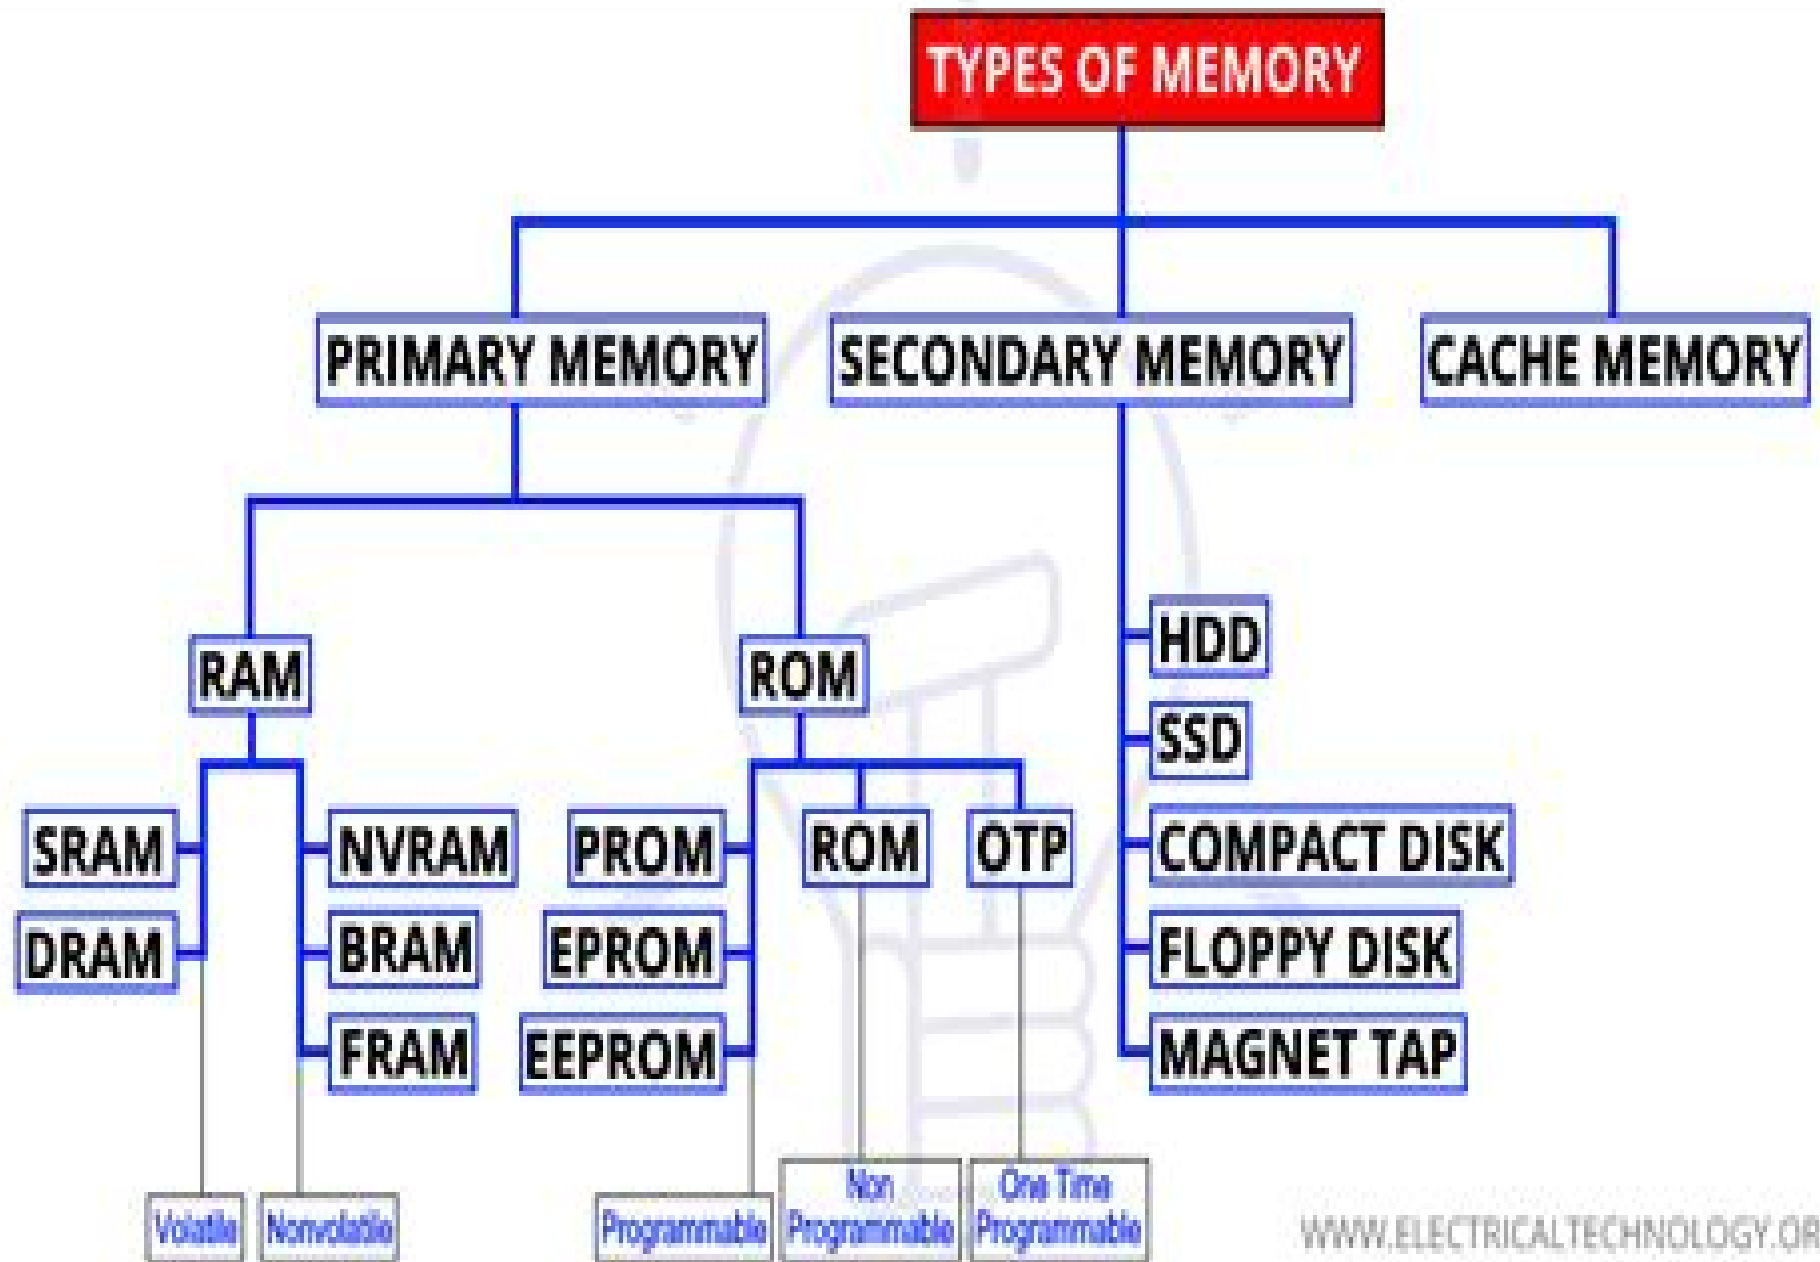 TYPES OF MEMORY
PRIMARY MEMORY
SECONDARY MEMORY
CACHE MEMORY
RAM
ROM
HDD
SSD
COMPACT DISK
FLOPPY DISK
MAGNET TAP
SRAM
DRAM
NVRAM
BRAM
FRAM
PROM
EPROM
EEPROM
ROM
OTP
Volatile
Nonvolatile
Programmable
Non
Programmable
One Time
Programmable
WWW.ELECTRICALTECHNOLOGY.OR